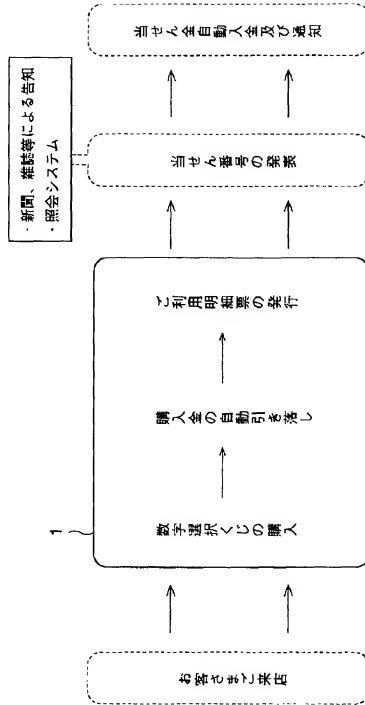 お客さまご来店
1
数字選択くじの購入
購入金の自動引き落し
ご利用明細票の発行
・新聞、雑誌等による告知
・照会システム
当せん番号の発表
当せん金自動入金及び通知